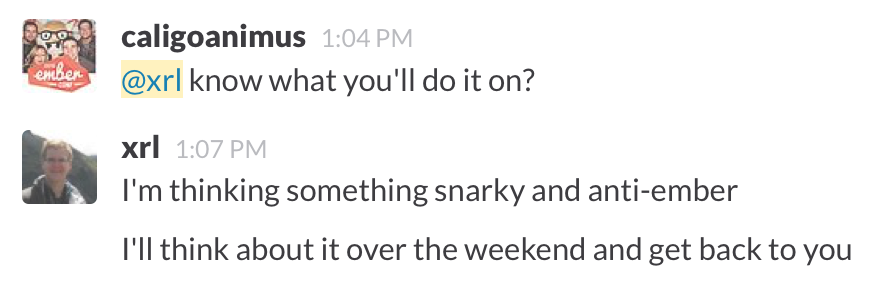 caligoanimus 1:04 PM
@xrl know what you'll do it on?
ember
xrl 1:07 PM
I'm thinking something snarky and anti-ember
I'll think about it over the weekend and get back to you